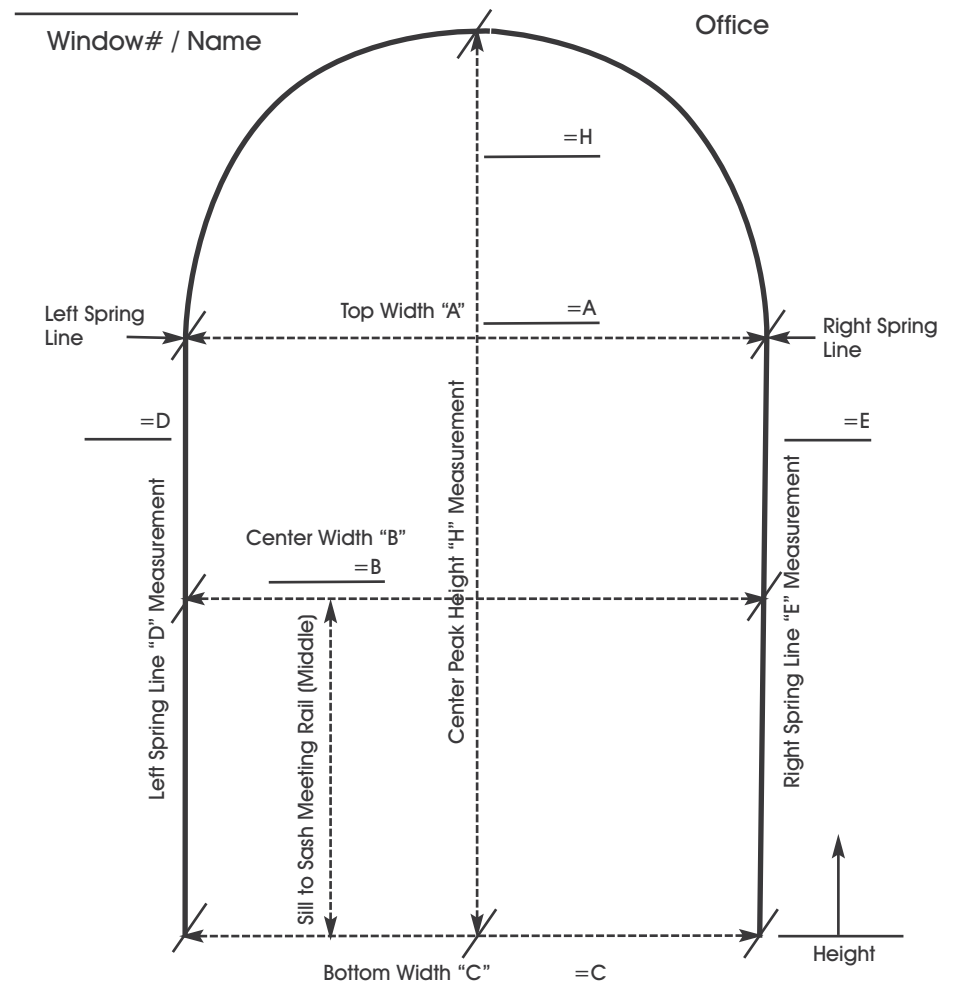 Office
Window# / Name
=H
Left Spring
Line
Top Width “A”
=A
Right Spring
Line
=D
=E
Center Peak Height “H” Measurement
Left Spring Line “D” Measurement
Right Spring Line “E” Measurement
Center Width “B”
=B
Sill to Sash Meeting Rail (Middle)
Height
Bottom Width “C”
=C